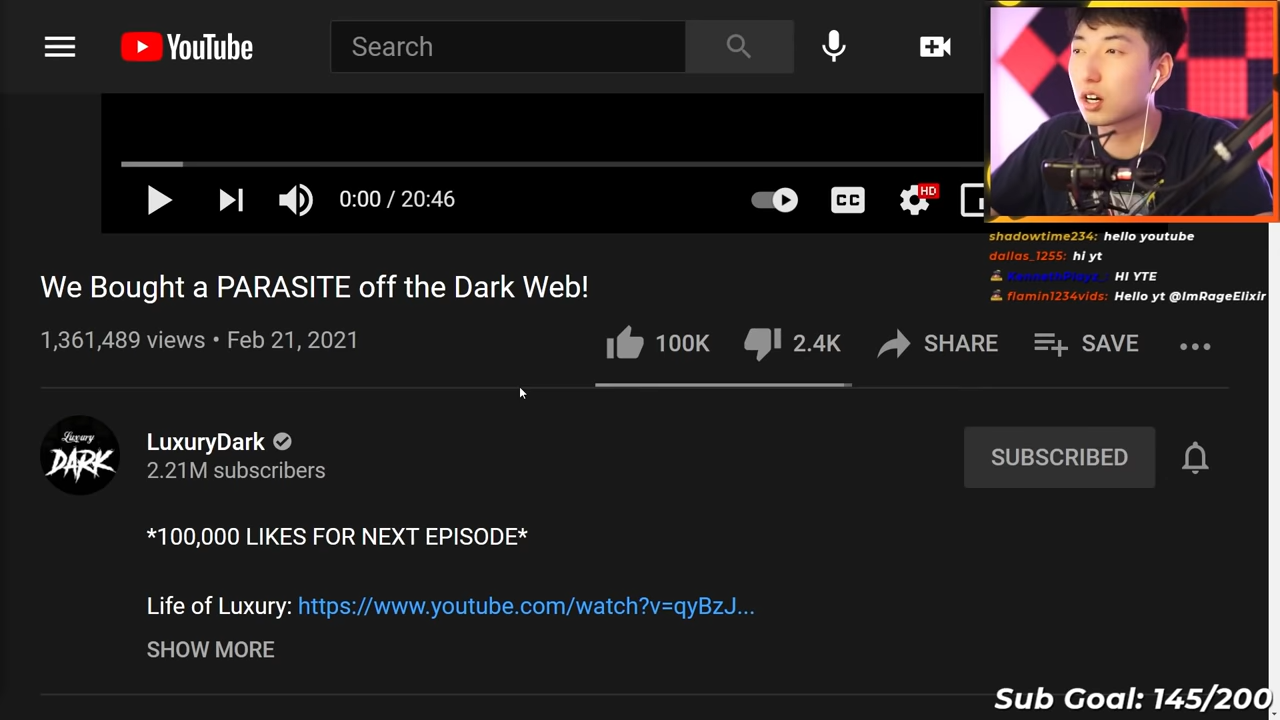 YouTube
Search
0:00 / 20:46
CC
HD
shadowtime234: hello youtube
dallas_1255: hi yt
HI YTE
flamin1234vids: Hello yt @ImRageElixir
We Bought a PARASITE off the Dark Web!
1,361,489 views • Feb 21, 2021
100K
2.4K
SHARE
SAVE
Luxury
DARK
LuxuryDark
2.21M subscribers
SUBSCRIBED
*100,000 LIKES FOR NEXT EPISODE*
Life of Luxury: https://www.youtube.com/watch?v=qyBzJ...
SHOW MORE
Sub Goal: 145/200